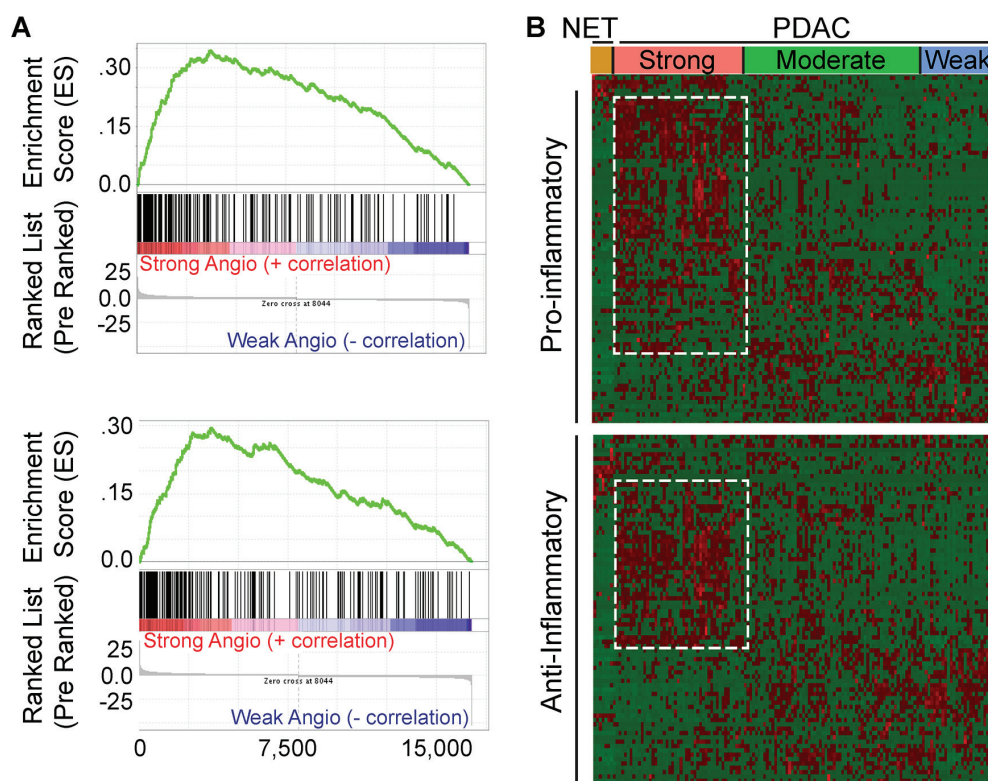 A
Enrichment
Score (ES)
.30
.15
0.0
Ranked List
(Pre Ranked)
Strong Angio (+ correlation)
25
0.0
-25
Zero cross at 8044
Weak Angio (- correlation)
Enrichment
Score (ES)
.30
.15
0.0
Ranked List
(Pre Ranked)
Strong Angio (+ correlation)
25
0.0
-25
Zero cross at 8044
Weak Angio (- correlation)
0 7,500 15,000
B NET PDAC
Strong Moderate Weak
Pro-inflammatory
Anti-Inflammatory